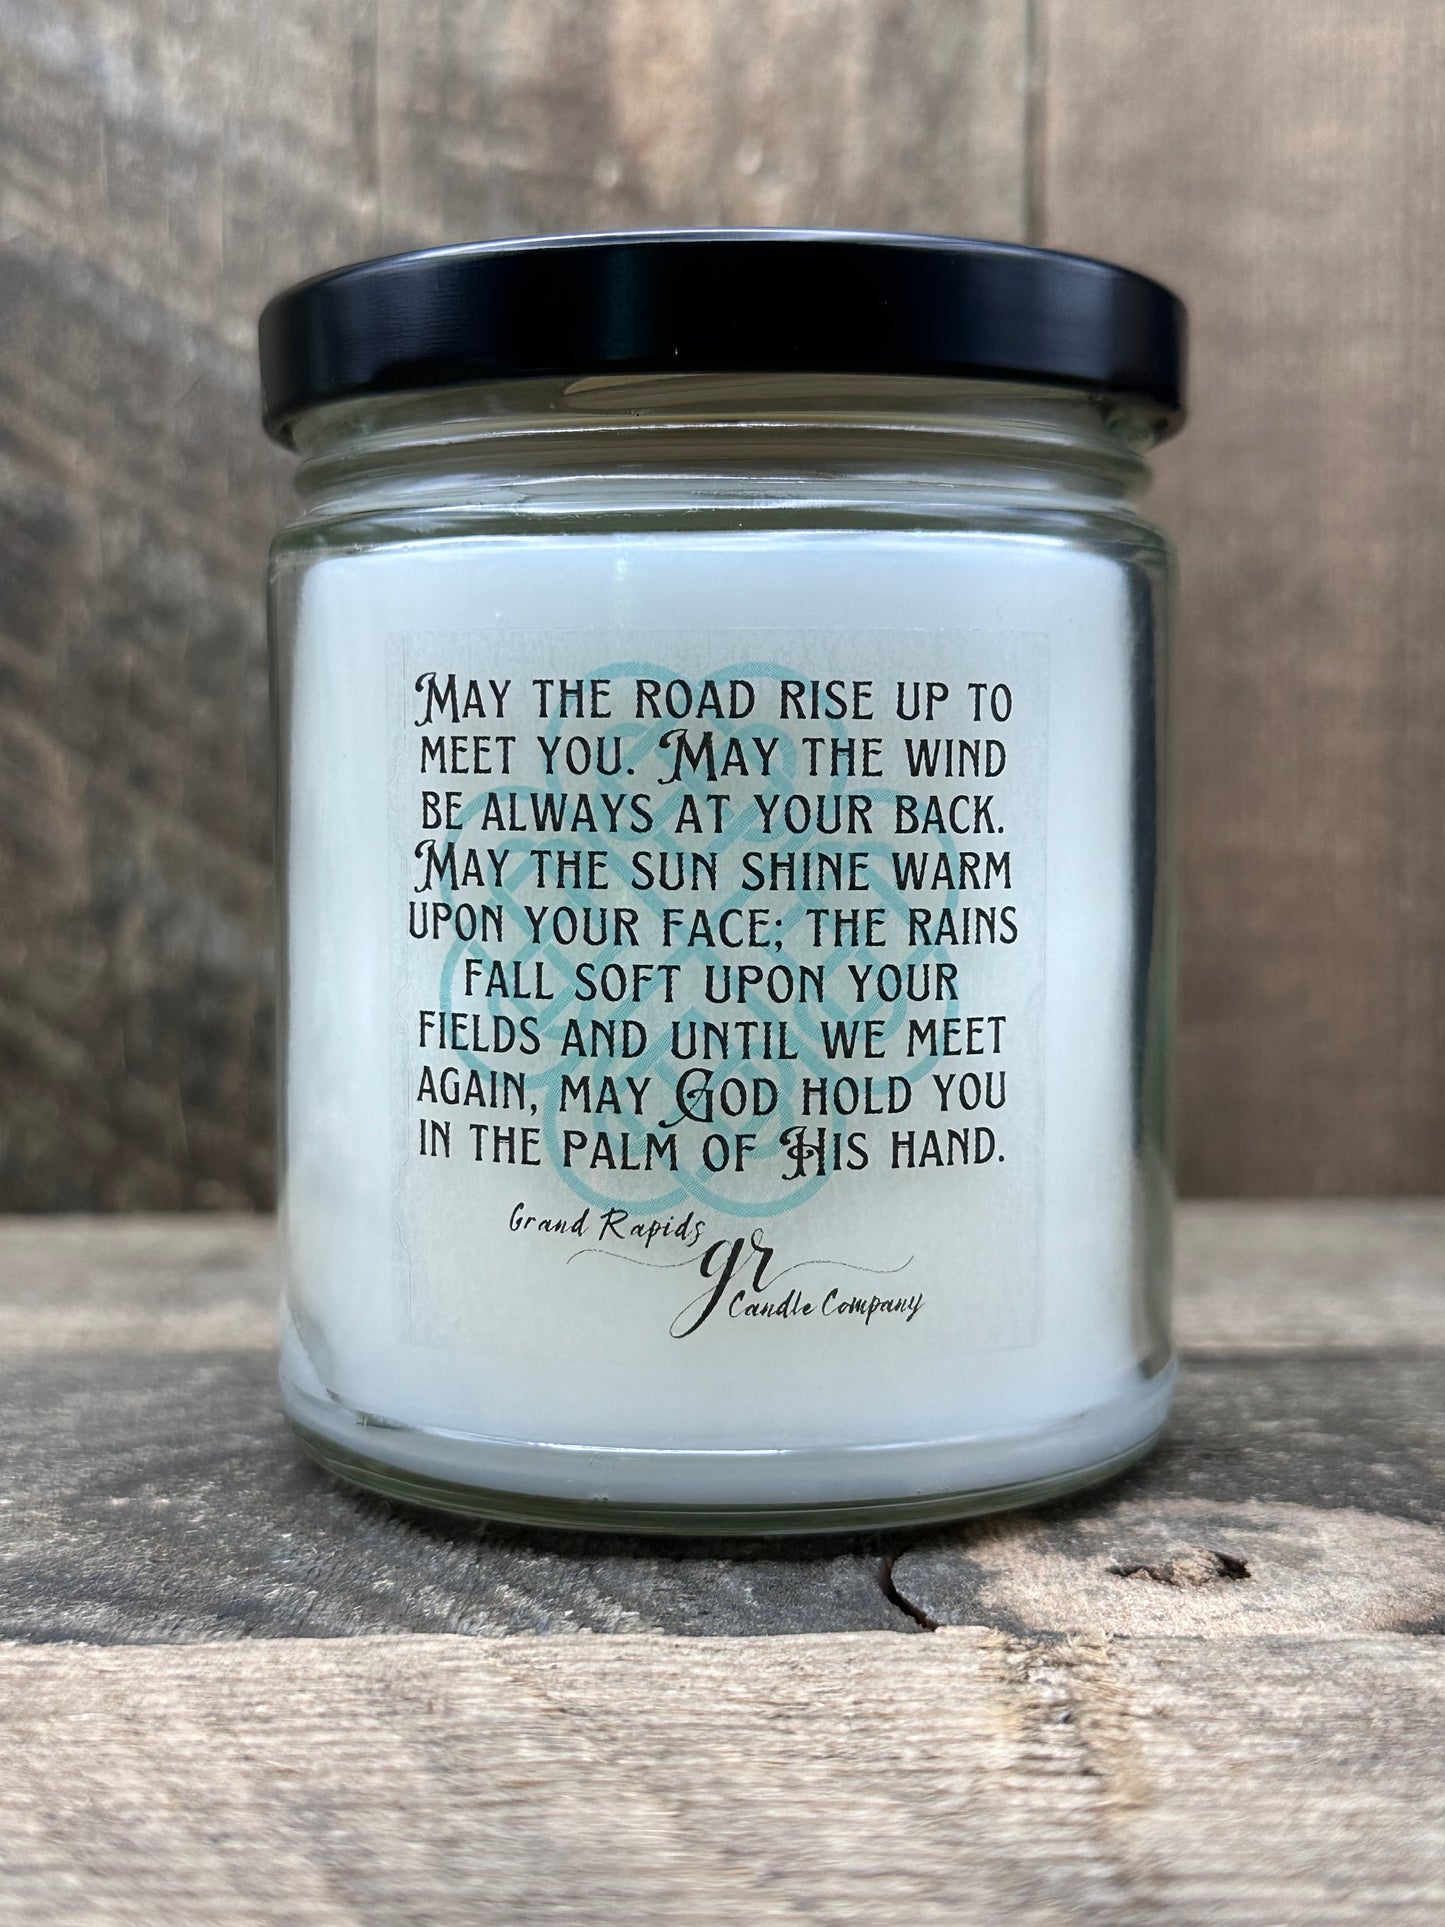 May the road rise up to
meet you. May the wind
be always at your back.
May the sun shine warm
upon your face; the rains
fall soft upon your
fields and until we meet
again, may God hold you
in the palm of His hand.
Grand Rapids
gr
Candle Company